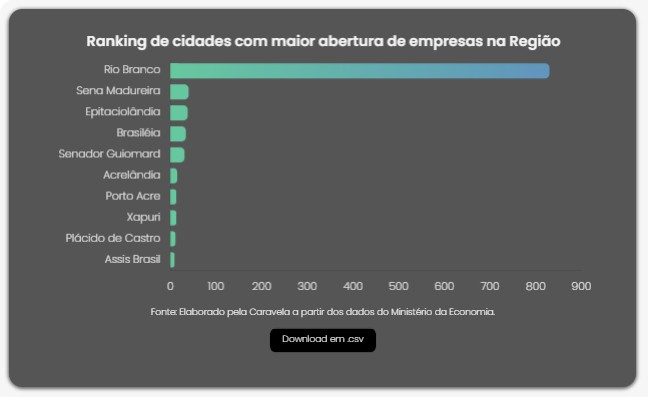 Ranking de cidades com maior abertura de empresas na Região
Rio Branco
Sena Madureira
Epitaciolândia
Brasiléia
Senador Guiomard
Acrelândia
Porto Acre
Xapuri
Plácido de Castro
Assis Brasil
0 100 200 300 400 500 600 700 800 900
Fonte: Elaborado pela Caravela a partir dos dados do Ministério da Economia.
Download em .csv